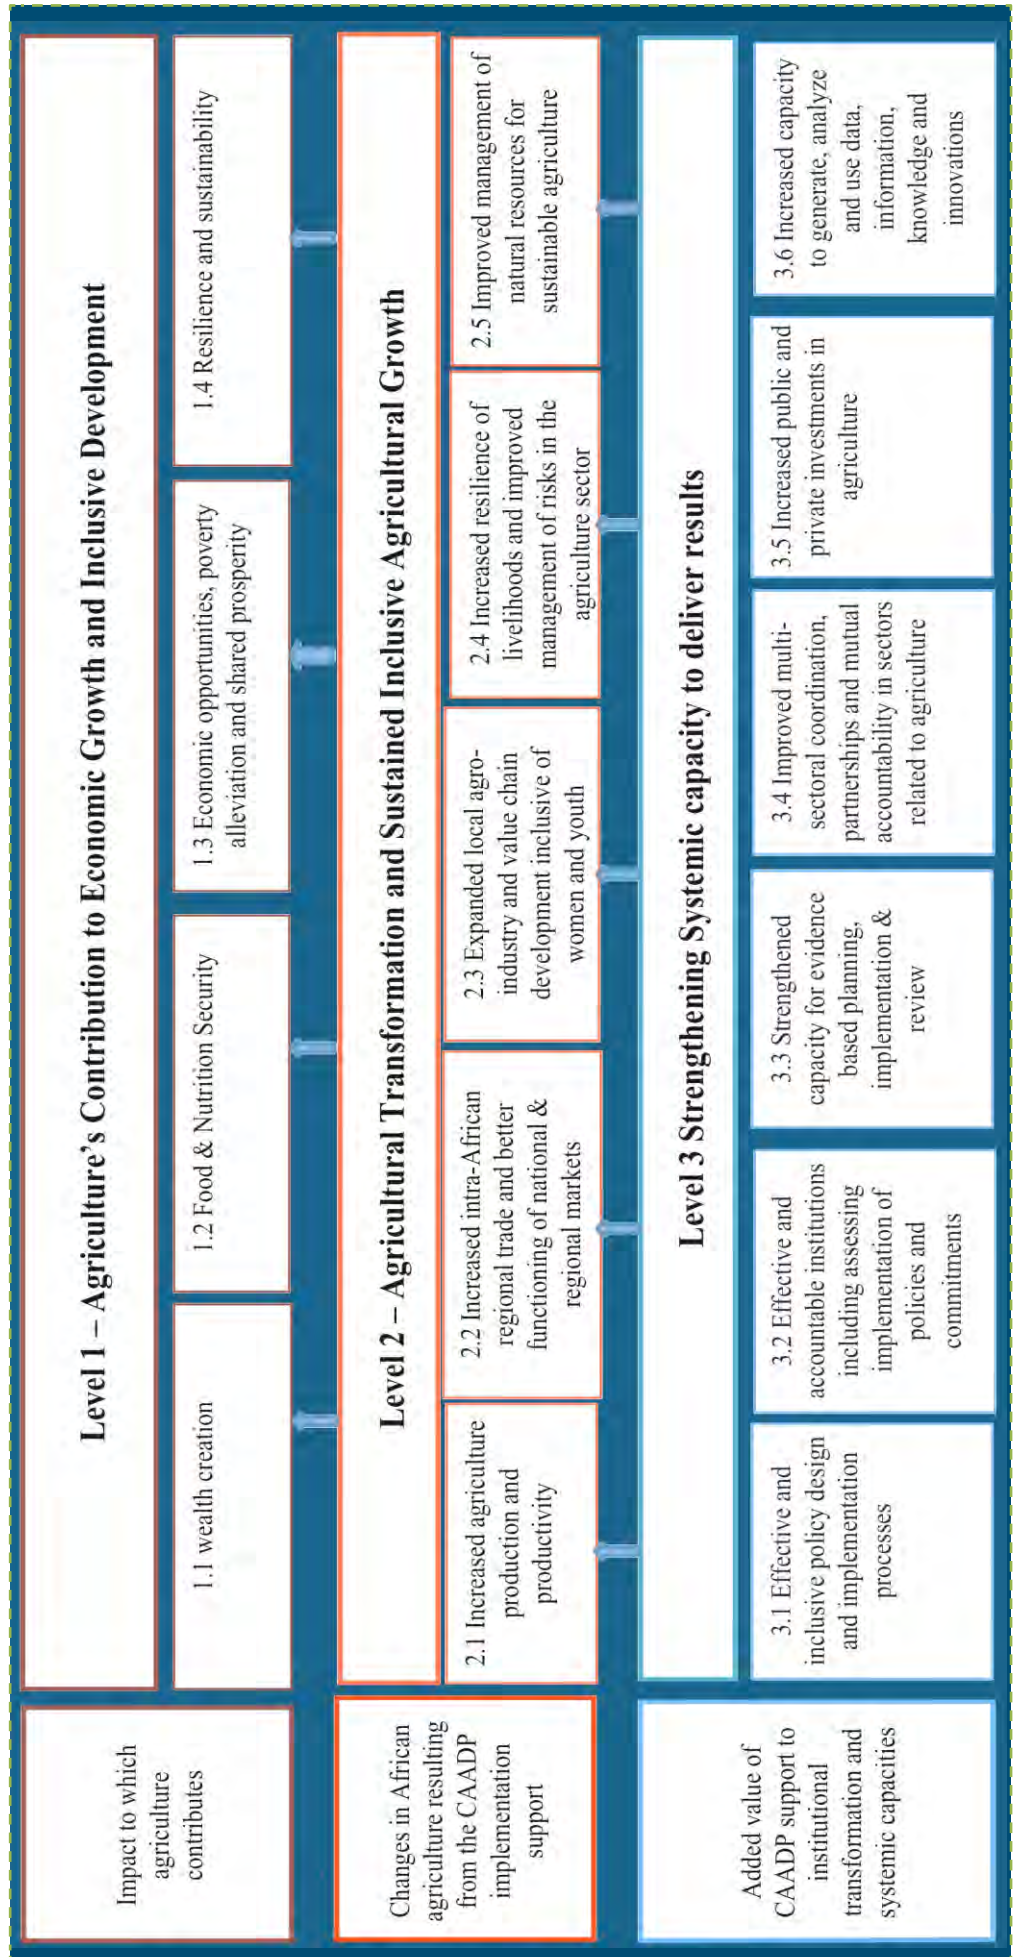 Impact to which
agriculture
contributes
Level 1 – Agriculture’s Contribution to Economic Growth and Inclusive Development
1.1 wealth creation
1.2 Food & Nutrition Security
1.3 Economic opportunities, poverty
alleviation and shared prosperity
1.4 Resilience and sustainability
Changes in African
agriculture resulting
from the CAADP
implementation
support
Level 2 – Agricultural Transformation and Sustained Inclusive Agricultural Growth
2.1 Increased agriculture
production and
productivity
2.2 Increased intra-African
regional trade and better
functioning of national &
regional markets
2.3 Expanded local agro-
industry and value chain
development inclusive of
women and youth
2.4 Increased resilience of
livelihoods and improved
management of risks in the
agriculture sector
2.5 Improved management of
natural resources for
sustainable agriculture
Added value of
CAADP support to
institutional
transformation and
systemic capacities
Level 3 Strengthening Systemic capacity to deliver results
3.1 Effective and
inclusive policy design
and implementation
processes
3.2 Effective and
accountable institutions
including assessing
implementation of
policies and
commitments
3.3 Strengthened
capacity for evidence
based planning,
implementation &
review
3.4 Improved multi-
sectoral coordination,
partnerships and mutual
accountability in sectors
related to agriculture
3.5 Increased public and
private investments in
agriculture
3.6 Increased capacity
to generate, analyze
and use data,
information,
knowledge and
innovations